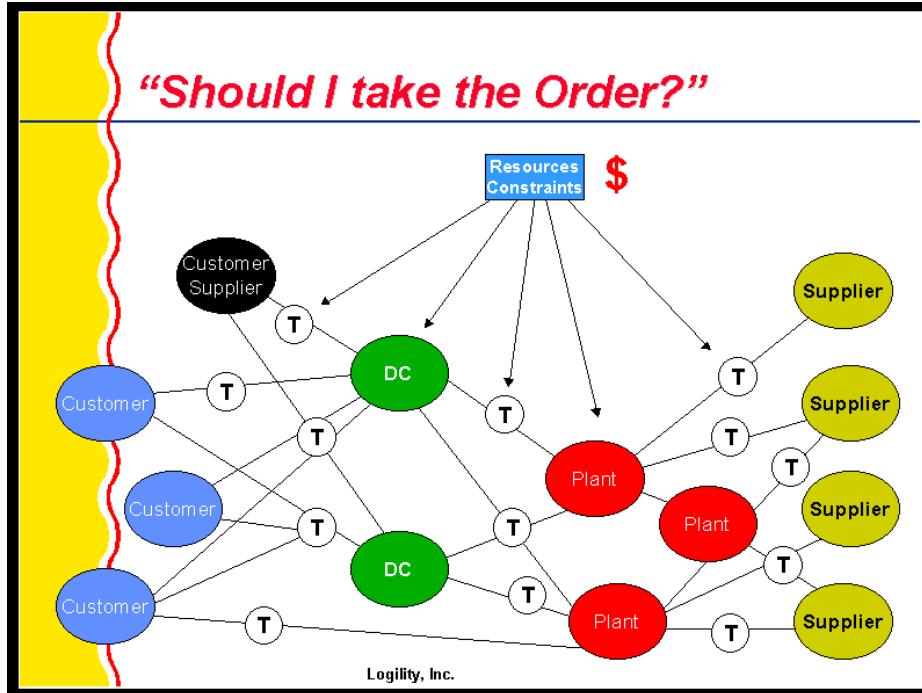 “Should I take the Order?”
Resources
Constraints
$
Customer
Supplier
Supplier
T
T
DC
T
Customer
T
Supplier
T
T
T
T
Plant
Customer
Supplier
T
T
Plant
DC
T
T
Customer
T
Plant
T
Supplier
Logility, Inc.